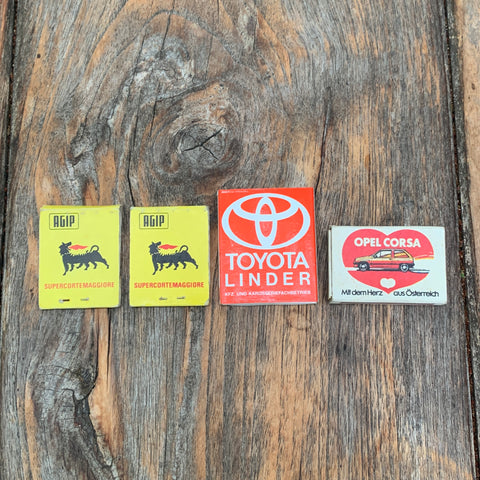 AGIP
SUPERCORTEMAGGIORE
AGIP
SUPERCORTEMAGGIORE
TOYOTA
LINDER
KFZ. UND KAROSSERIEFACHBETRIEB
OPEL CORSA
Mit dem Herz aus Österreich